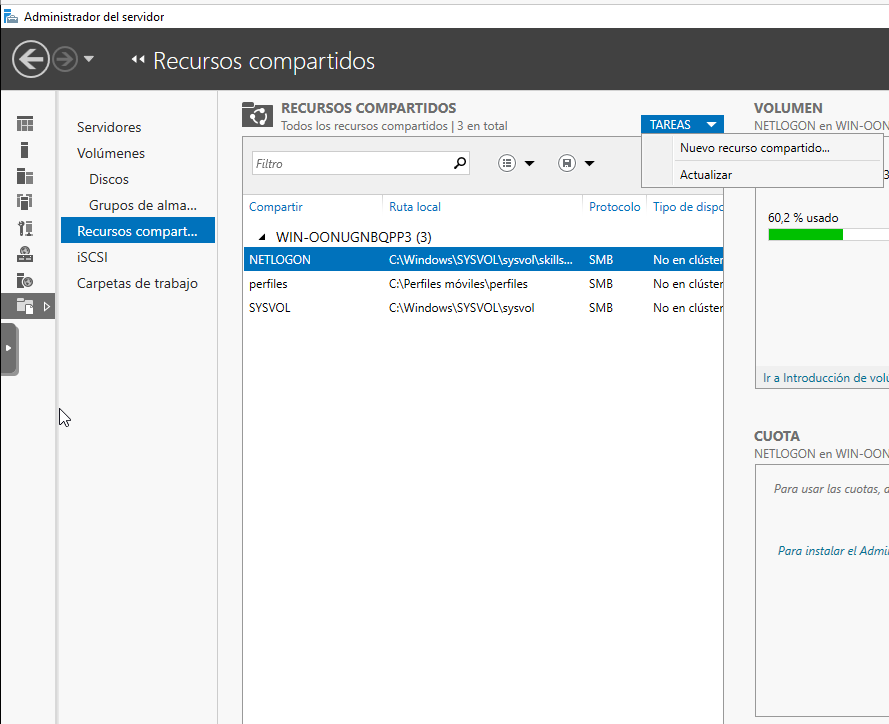 Administrador del servidor
Recursos compartidos
Servidores
Volúmenes
Discos
Grupos de alma...
Recursos compart...
iSCSI
Carpetas de trabajo
RECURSOS COMPARTIDOS
Todos los recursos compartidos | 3 en total
TAREAS
Nuevo recurso compartido...
Actualizar
Filtro
Compartir Ruta local Protocolo Tipo de dispo
WIN-OONUGNBQPP3 (3)
NETLOGON C:\Windows\SYSVOL\sysvol\skills... SMB No en clúster
perfiles C:\Perfiles móviles\perfiles SMB No en clúster
SYSVOL C:\Windows\SYSVOL\sysvol SMB No en clúster
VOLUMEN
NETLOGON en WIN-OONU
3
60,2 % usado
Ir a Introducción de volú
CUOTA
NETLOGON en WIN-OON
Para usar las cuotas, a
Para instalar el Admi